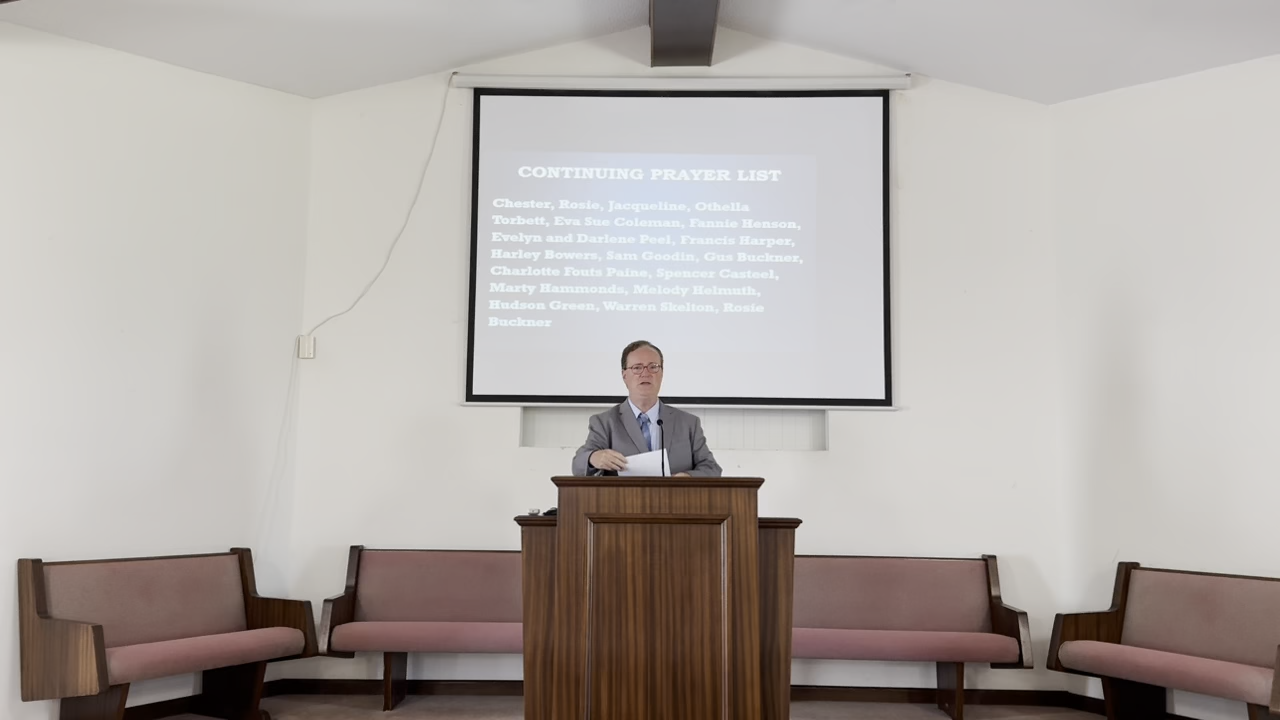 CONTINUING PRAYER LIST
Chester, Rosie, Jacqueline, Othella
Torbett, Eva Sue Coleman, Fannie Henson,
Evelyn and Darlene Peel, Francis Harper,
Harley Bowers, Sam Goodin, Gus Buckner,
Charlotte Fouts Paine, Spencer Casteel,
Marty Hammonds, Melody Helmuth,
Hudson Green, Warren Skelton, Rosie
Buckner